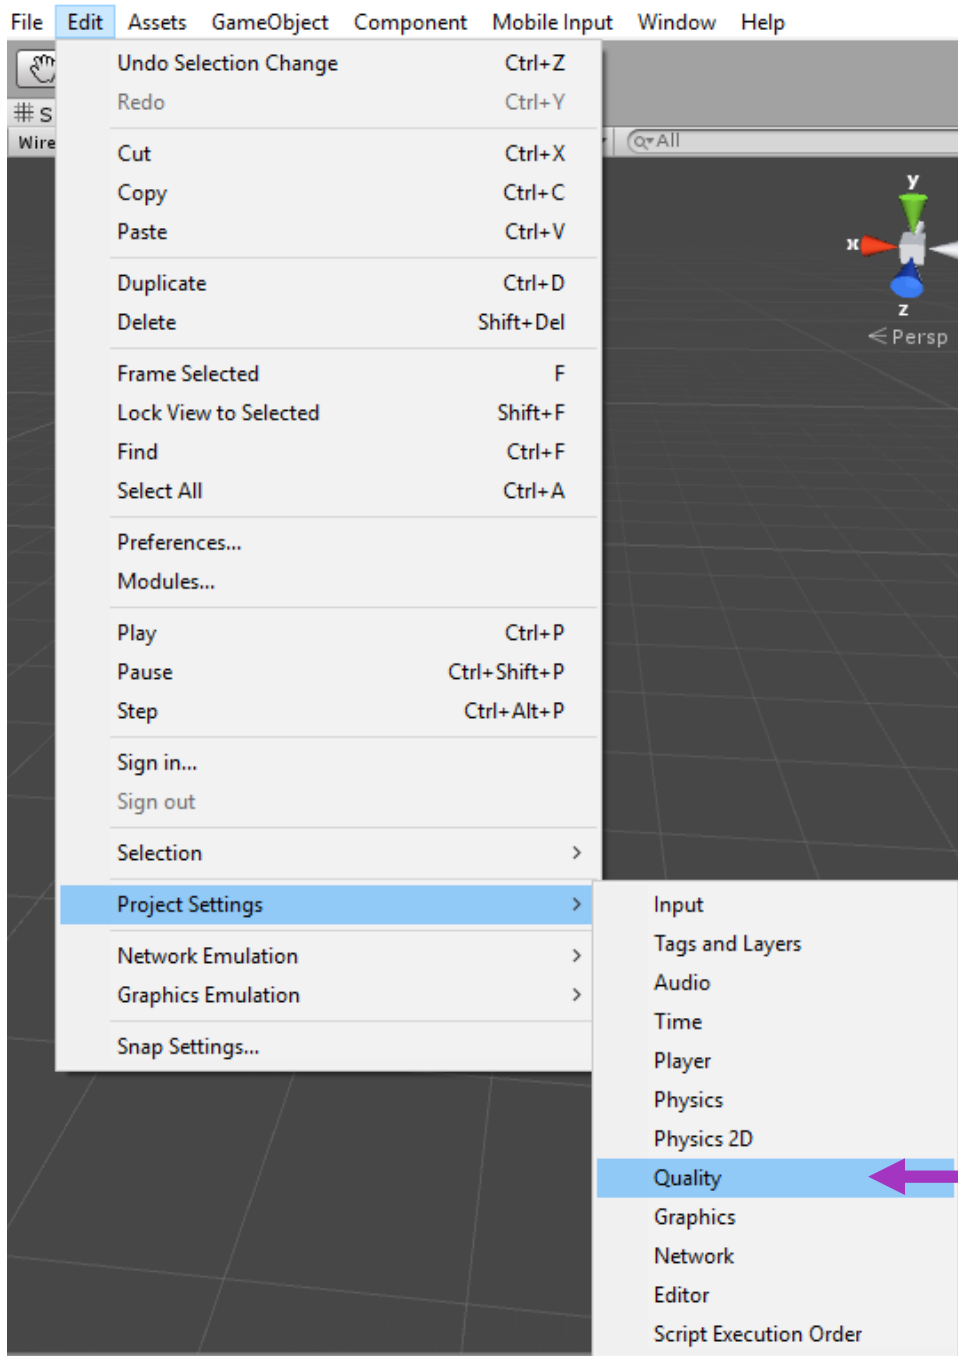 File Edit Assets GameObject Component Mobile Input Window Help
# S
Wire
All
Undo Selection Change Ctrl+Z
Redo Ctrl+Y
Cut Ctrl+X
Copy Ctrl+C
Paste Ctrl+V
Duplicate Ctrl+D
Delete Shift+Del
Frame Selected F
Lock View to Selected Shift+F
Find Ctrl+F
Select All Ctrl+A
Preferences...
Modules...
Play Ctrl+P
Pause Ctrl+Shift+P
Step Ctrl+Alt+P
Sign in...
Sign out
Selection >
Project Settings >
Network Emulation >
Graphics Emulation >
Snap Settings...
y
x
z
< Persp
Input
Tags and Layers
Audio
Time
Player
Physics
Physics 2D
Quality
Graphics
Network
Editor
Script Execution Order